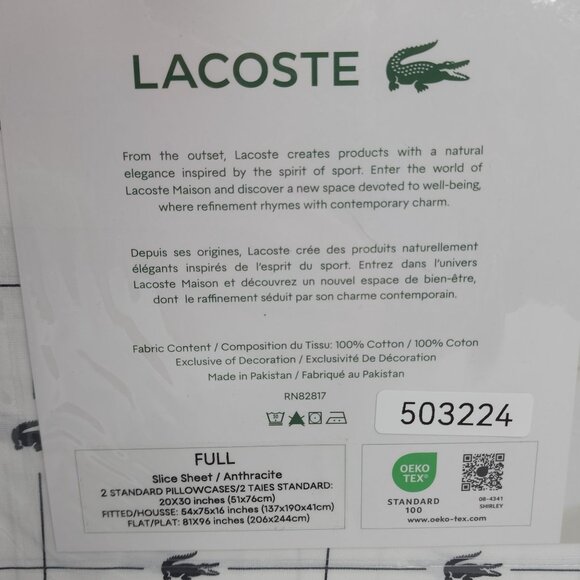 LACOSTE
From the outset, Lacoste creates products with a natural
elegance inspired by the spirit of sport. Enter the world of
Lacoste Maison and discover a new space devoted to well-being,
where refinement rhymes with contemporary charm.
Depuis ses origines, Lacoste crée des produits naturellement
élégants inspirés de l'esprit du sport. Entrez dans l'univers
Lacoste Maison et découvrez un nouvel espace de bien-être,
dont le raffinement séduit par son charme contemporain.
Fabric Content / Composition du Tissu: 100% Cotton / 100% Coton
Exclusive of Decoration / Exclusivité De Décoration
Made in Pakistan / Fabriqué au Pakistan
RN82817
30
503224
FULL
Slice Sheet / Anthracite
2 STANDARD PILLOWCASES/2 TAIES STANDARD:
20X30 inches (51x76cm)
FITTED/HOUSSE: 54x75x16 inches (137x190x41cm)
FLAT/PLAT: 81X96 inches (206x244cm)
OEKO
TEX®
STANDARD
100
08-4341
SHIRLEY
www.oeko-tex.com